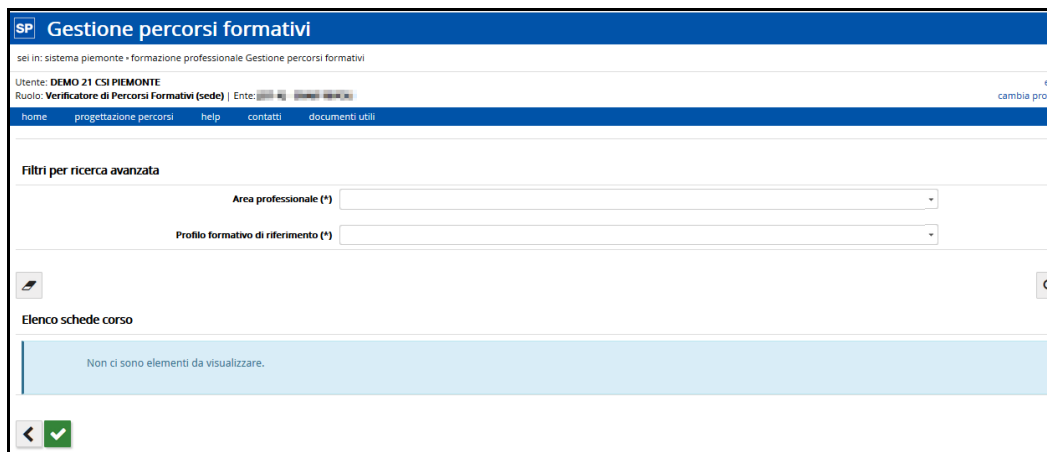 SP Gestione percorsi formativi
sei in: sistema piemonte • formazione professionale Gestione percorsi formativi
Utente: DEMO 21 CSI PIEMONTE
Ruolo: Verificatore di Percorsi Formativi (sede) | Ente:
cambia pro
home progettazione percorsi help contatti documenti utili
Filtri per ricerca avanzata
Area professionale (*)
Profilo formativo di riferimento (*)
Elenco schede corso
Non ci sono elementi da visualizzare.